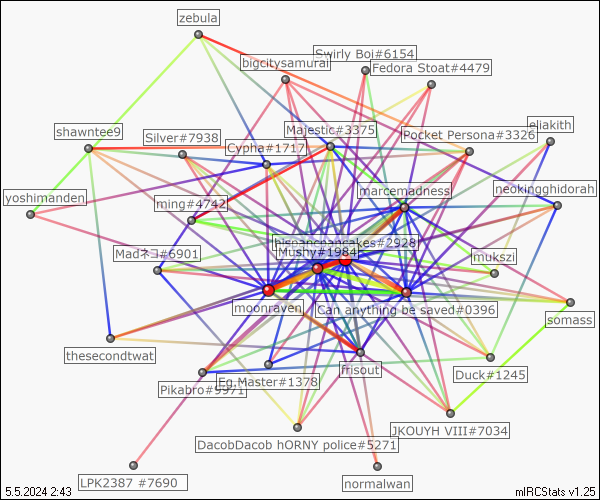 zebula
Swirly Boi#6154
bigcitysamurai
Fedora Stoat#4479
shawntee9
Silver#7938
Majestic#3375
Pocket Persona#3326
eliakith
Cypha#1717
yoshimanden
ming#4742
marcemadness
neokingghidorah
hispanicpancakes#2928
Mushy#1984
Madネコ#6901
mukszi
moonraven
Can anything be saved#0396
somass
thesecondtwat
frisout
Duck#1245
Pikabro#9971
Eg.Master#1378
JKOUYH VIII#7034
DacobDacob hORNY police#5271
LPK2387 #7690
normalwan
5.5.2024 2:43
mIRCStats v1.25